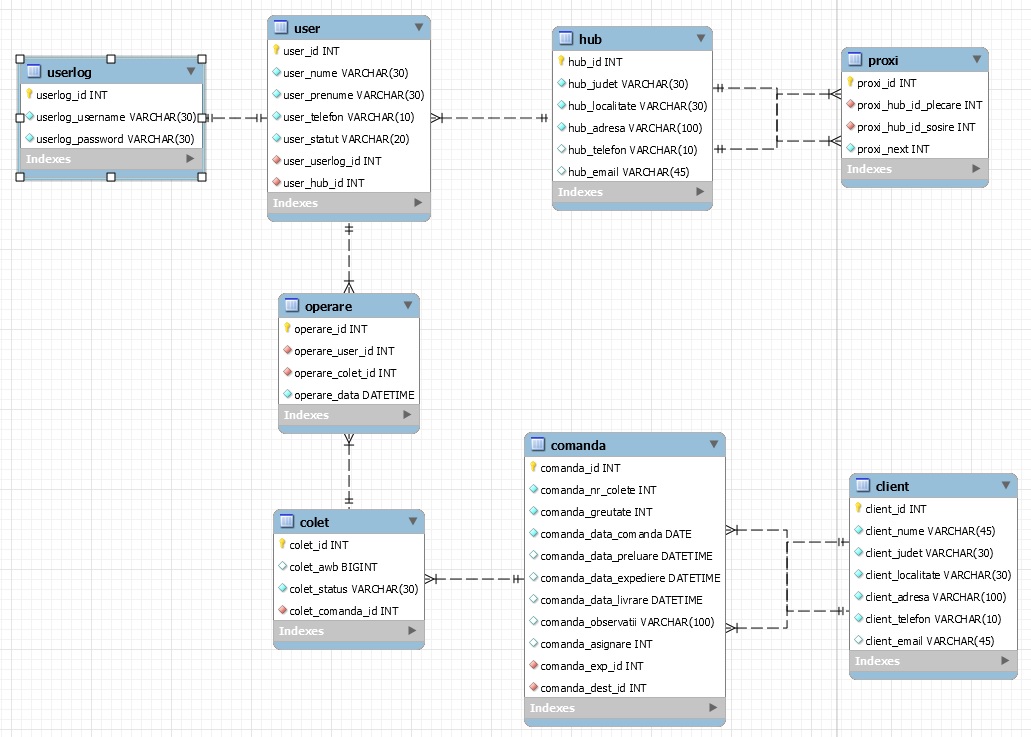 userlog
userlog_id INT
userlog_username VARCHAR(30)
userlog_password VARCHAR(30)
Indexes
user
user_id INT
user_nume VARCHAR(30)
user_prenume VARCHAR(30)
user_telefon VARCHAR(10)
user_statut VARCHAR(20)
user_userlog_id INT
user_hub_id INT
Indexes
hub
hub_id INT
hub_judet VARCHAR(30)
hub_localitate VARCHAR(30)
hub_adresa VARCHAR(100)
hub_telefon VARCHAR(10)
hub_email VARCHAR(45)
Indexes
proxi
proxi_id INT
proxi_hub_id_plecare INT
proxi_hub_id_sosire INT
proxi_next INT
Indexes
operare
operare_id INT
operare_user_id INT
operare_colet_id INT
operare_data DATETIME
Indexes
colet
colet_id INT
colet_awb BIGINT
colet_status VARCHAR(30)
colet_comanda_id INT
Indexes
comanda
comanda_id INT
comanda_nr_colete INT
comanda_greutate INT
comanda_data_comanda DATE
comanda_data_preluare DATETIME
comanda_data_expediere DATETIME
comanda_data_livrare DATETIME
comanda_observatii VARCHAR(100)
comanda_asignare INT
comanda_exp_id INT
comanda_dest_id INT
Indexes
client
client_id INT
client_nume VARCHAR(45)
client_judet VARCHAR(30)
client_localitate VARCHAR(30)
client_adresa VARCHAR(100)
client_telefon VARCHAR(10)
client_email VARCHAR(45)
Indexes